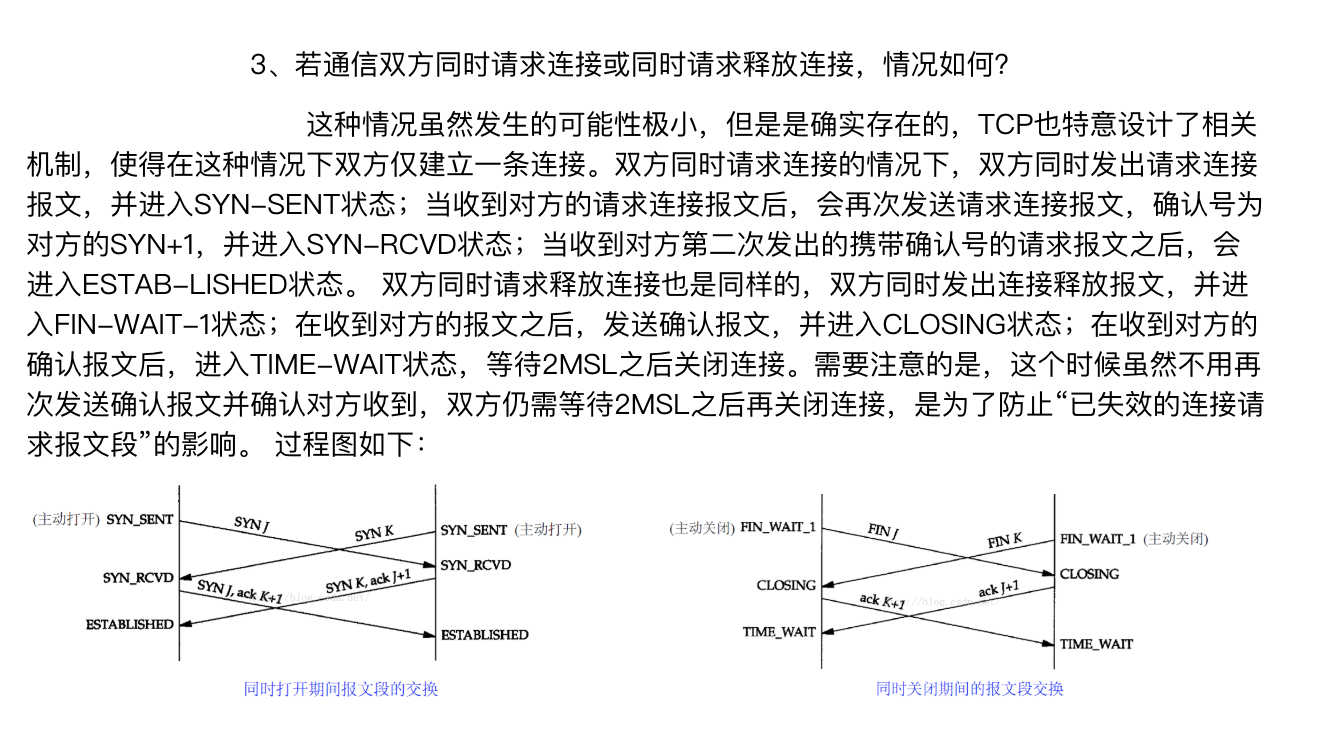 3、若通信双方同时请求连接或同时请求释放连接，情况如何?
这种情况虽然发生的可能性极小，但是是确实存在的，TCP也特意设计了相关
机制，使得在这种情况下双方仅建立一条连接。双方同时请求连接的情况下，双方同时发出请求连接
报文，并进入SYN-SENT状态；当收到对方的请求连接报文后，会再次发送请求连接报文，确认号为
对方的SYN+1，并进入SYN-RCVD状态；当收到对方第二次发出的携带确认号的请求报文之后，会
进入ESTAB-LISHED状态。 双方同时请求释放连接也是同样的，双方同时发出连接释放报文，并进
入FIN-WAIT-1状态；在收到对方的报文之后，发送确认报文，并进入CLOSING状态；在收到对方的
确认报文后，进入TIME-WAIT状态，等待2MSL之后关闭连接。需要注意的是，这个时候虽然不用再
次发送确认报文并确认对方收到，双方仍需等待2MSL之后再关闭连接，是为了防止“已失效的连接请
求报文段”的影响。 过程图如下：
(主动打开) SYN_SENT
SYN J
SYN K
SYN_SENT (主动打开)
SYN_RCVD
SYN_RCVD
SYN J, ack K+1
SYN K, ack J+1
ESTABLISHED
ESTABLISHED
同时打开期间报文段的交换
(主动关闭) FIN_WAIT_1
FIN J
FIN K
FIN_WAIT_1 (主动关闭)
CLOSING
CLOSING
ack K+1
ack J+1
//blog.csdn.net/
TIME_WAIT
TIME_WAIT
同时关闭期间的报文段交换